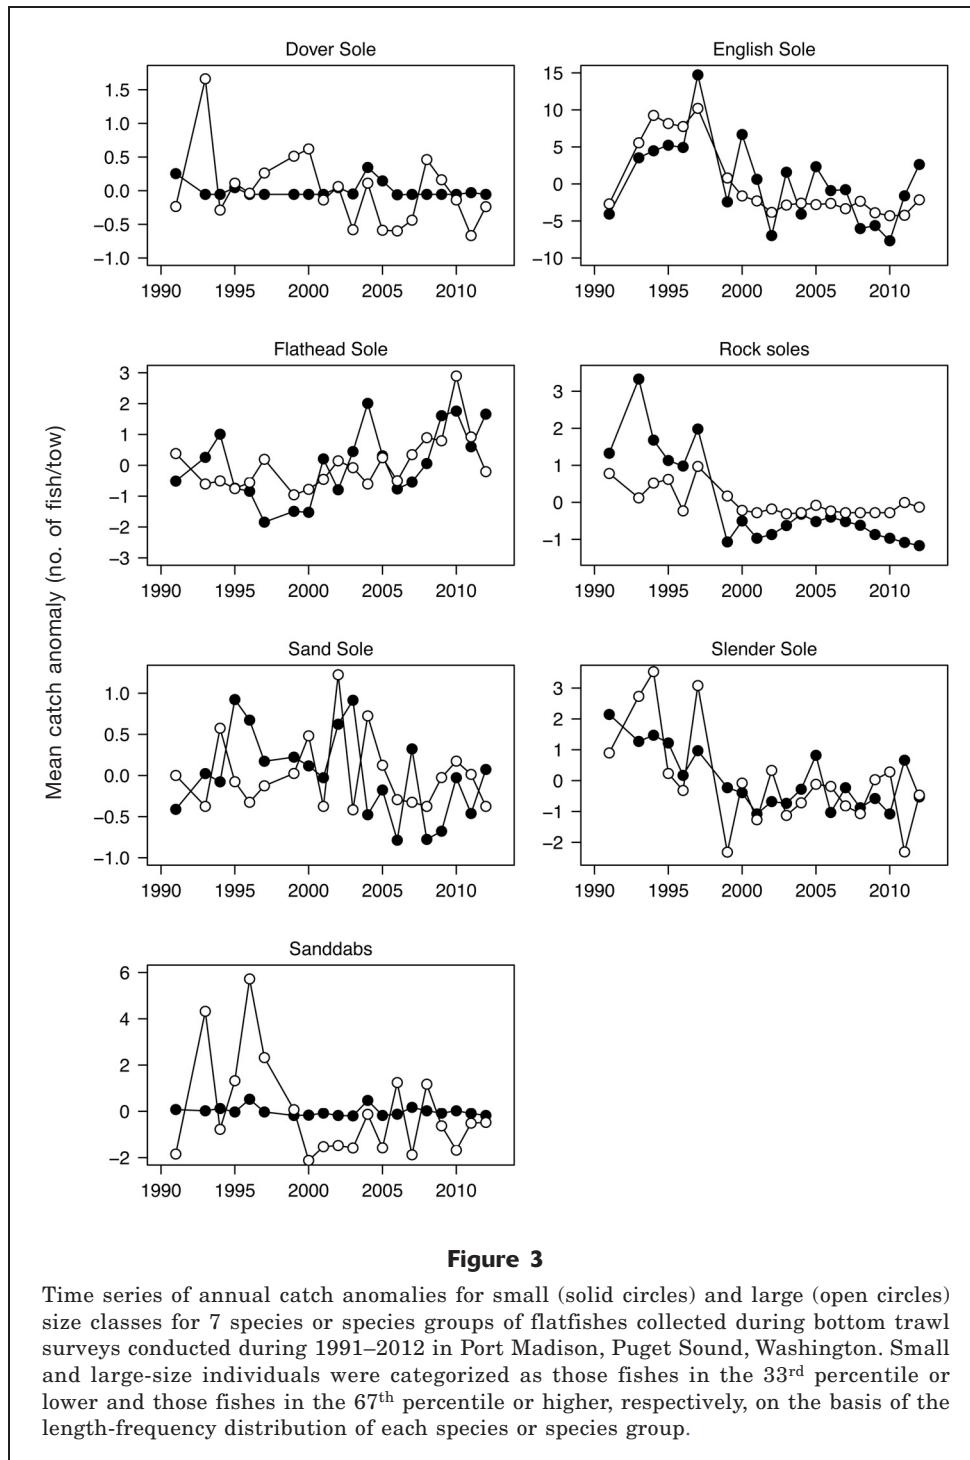 Dover Sole
1.5
1.0
0.5
0.0
−0.5
−1.0
1990 1995 2000 2005 2010
English Sole
15
10
5
0
−5
−10
1990 1995 2000 2005 2010
Flathead Sole
3
2
1
0
−1
−2
−3
1990 1995 2000 2005 2010
Rock soles
3
2
1
0
−1
1990 1995 2000 2005 2010
Mean catch anomaly (no. of fish/tow)
Sand Sole
1.0
0.5
0.0
−0.5
−1.0
1990 1995 2000 2005 2010
Slender Sole
3
2
1
0
−1
−2
1990 1995 2000 2005 2010
Sanddabs
6
4
2
0
−2
1990 1995 2000 2005 2010
Figure 3
Time series of annual catch anomalies for small (solid circles) and large (open circles)
size classes for 7 species or species groups of flatfishes collected during bottom trawl
surveys conducted during 1991–2012 in Port Madison, Puget Sound, Washington. Small
and large-size individuals were categorized as those fishes in the 33rd percentile or
lower and those fishes in the 67th percentile or higher, respectively, on the basis of the
length-frequency distribution of each species or species group.